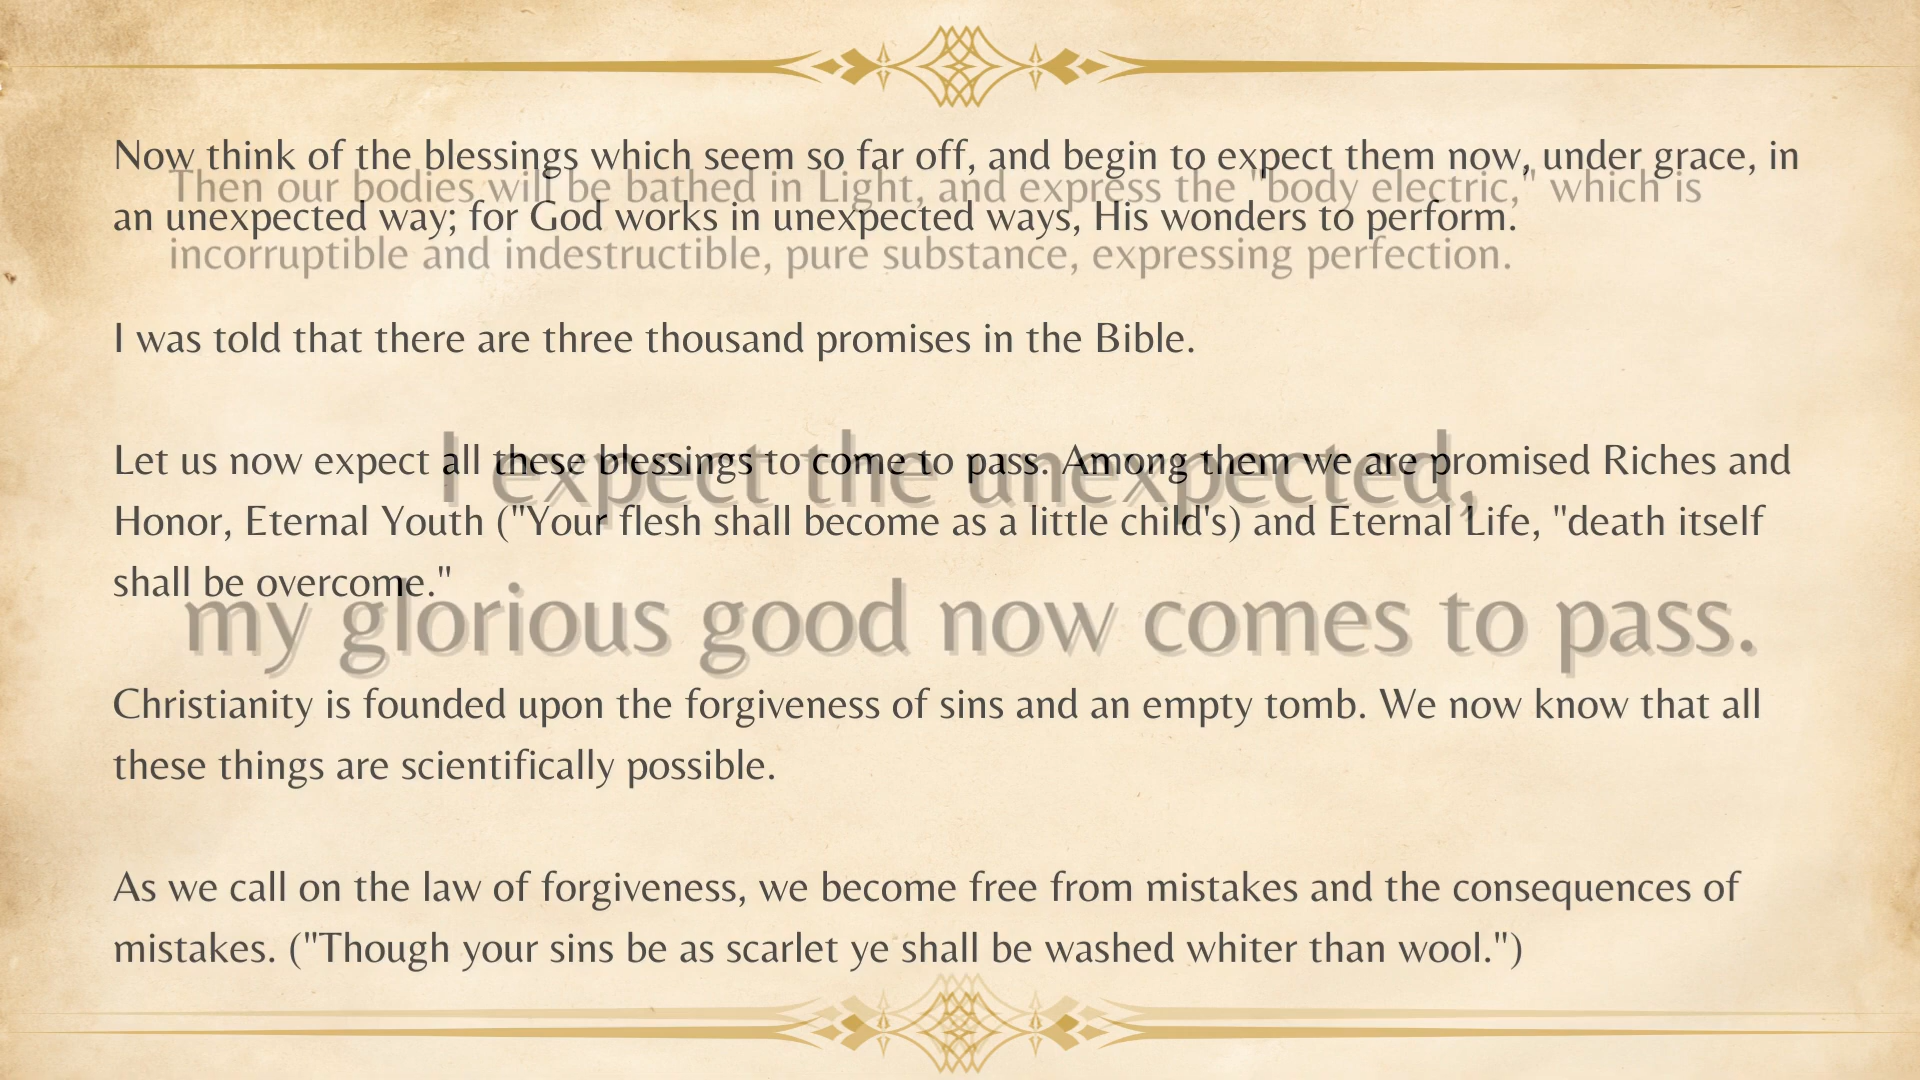 Now think of the blessings which seem so far off, and begin to expect them now, under grace, in
an unexpected way; for God works in unexpected ways, His wonders to perform.
I was told that there are three thousand promises in the Bible.
Let us now expect all these blessings to come to pass. Among them we are promised Riches and
Honor, Eternal Youth ("Your flesh shall become as a little child's) and Eternal Life, "death itself
shall be overcome."
Christianity is founded upon the forgiveness of sins and an empty tomb. We now know that all
these things are scientifically possible.
As we call on the law of forgiveness, we become free from mistakes and the consequences of
mistakes. ("Though your sins be as scarlet ye shall be washed whiter than wool.")
Then our bodies will be bathed in Light, and express the "body electric," which is
incorruptible and indestructible, pure substance, expressing perfection.
I expect the unexpected,
my glorious good now comes to pass.